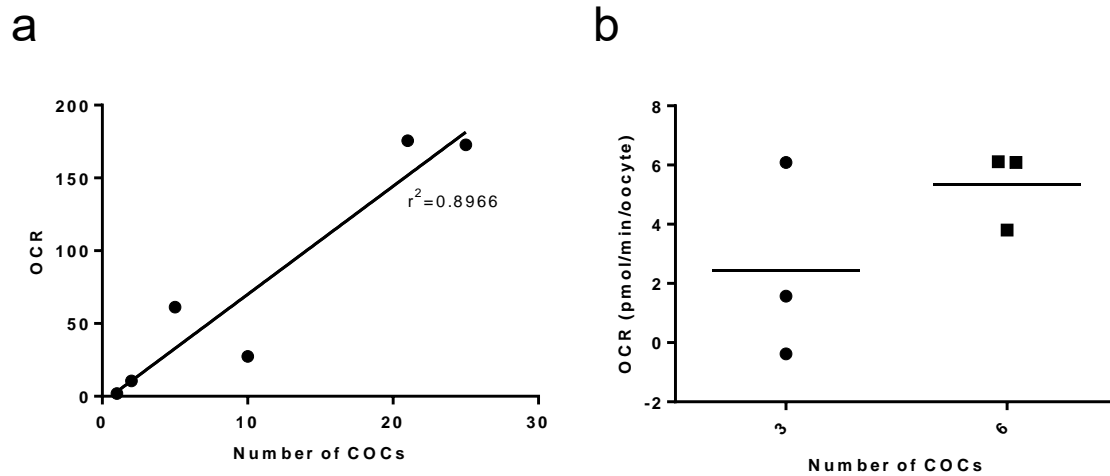 a
200
150
100
50
0
OCR
r²=0.8966
0 10 20 30
Number of COCs
b
8
6
4
2
0
-2
OCR (pmol/min/oocyte)
3 6
Number of COCs